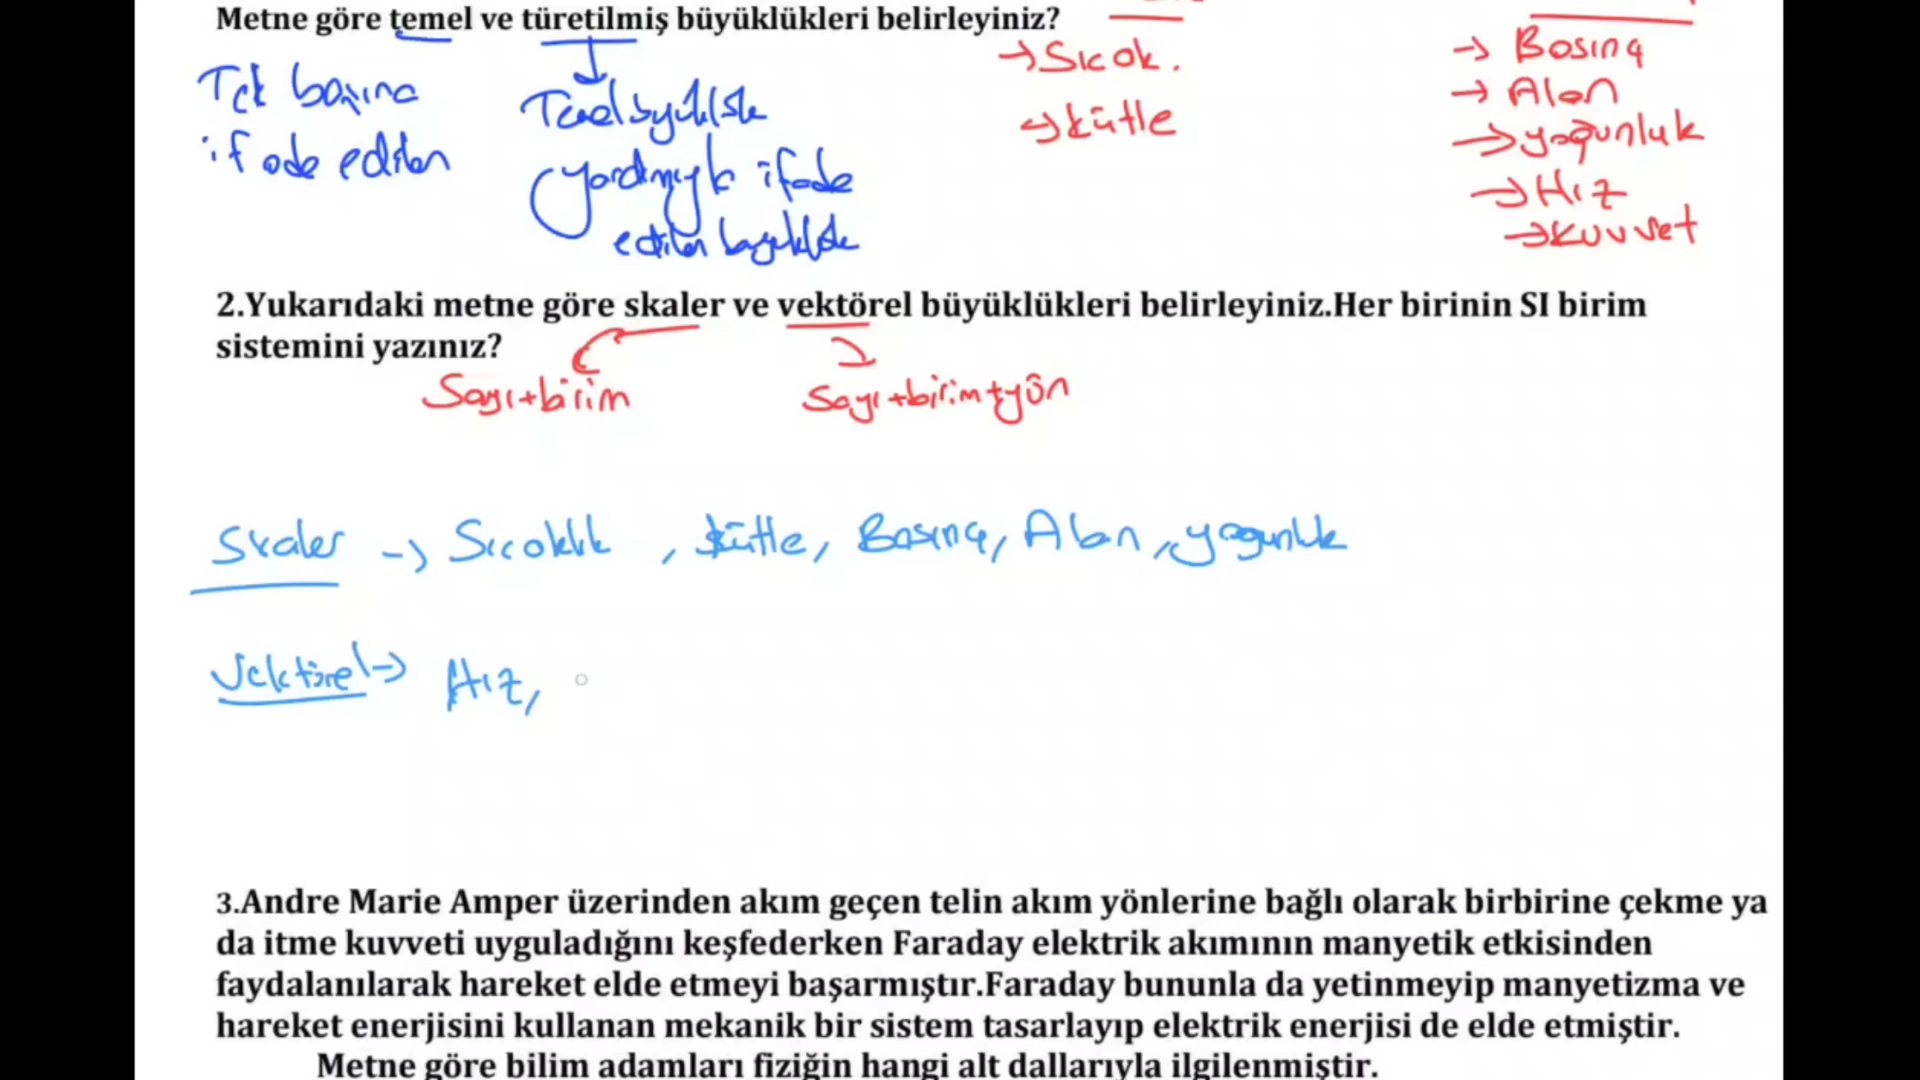 Metne göre temel ve türetilmiş büyüklükleri belirleyiniz?
Tek başına
ifade edilen
Temel büyüklük
yardımıyla ifade
edilen büyüklük
→Sıcak.
→kütle
→ Basınç
→ Alan
→ yoğunluk
→ Hız
→ kuvvet
2.Yukarıdaki metne göre skaler ve vektörel büyüklükleri belirleyiniz.Her birinin SI birim
sistemini yazınız?
Sayı+birim
Sayı+birim+yön
Skaler → Sıcaklık, kütle, Basınç, Alan, yoğunluk
Vektörel→ Hız,
3.Andre Marie Amper üzerinden akım geçen telin akım yönlerine bağlı olarak birbirine çekme ya
da itme kuvveti uyguladığını keşfederken Faraday elektrik akımının manyetik etkisinden
faydalanılarak hareket elde etmeyi başarmıştır.Faraday bununla da yetinmeyip manyetizma ve
hareket enerjisini kullanan mekanik bir sistem tasarlayıp elektrik enerjisi de elde etmiştir.
Metne göre bilim adamları fiziğin hangi alt dallarıyla ilgilenmiştir.